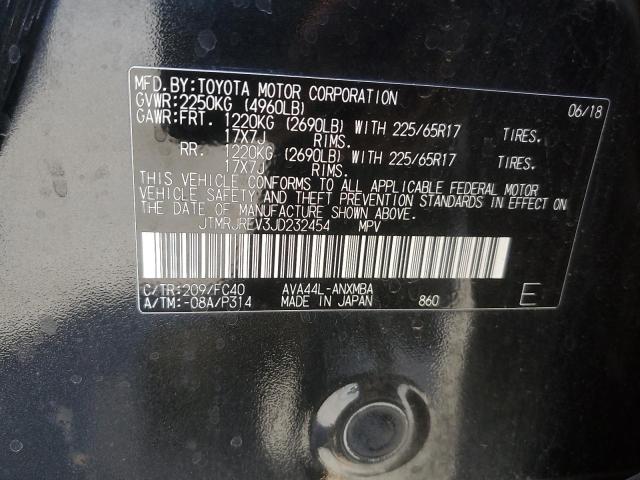 MFD.BY:TOYOTA MOTOR CORPORATION 06/18
GVWR:2250KG (4960LB)
GAWR:FRT. 1220KG (2690LB) WITH 225/65R17 TIRES.
17X7J RIMS.
RR. 1220KG (2690LB) WITH 225/65R17 TIRES.
17X7J RIMS.
THIS VEHICLE CONFORMS TO ALL APPLICABLE FEDERAL MOTOR
VEHICLE SAFETY AND THEFT PREVENTION STANDARDS IN EFFECT ON
THE DATE OF MANUFACTURE SHOWN ABOVE.
JTMRJREV3JD232454 MPV
C/TR:209/FC40 AVA44L-ANXMBA
A/TM:-08A/P314 MADE IN JAPAN 860 E